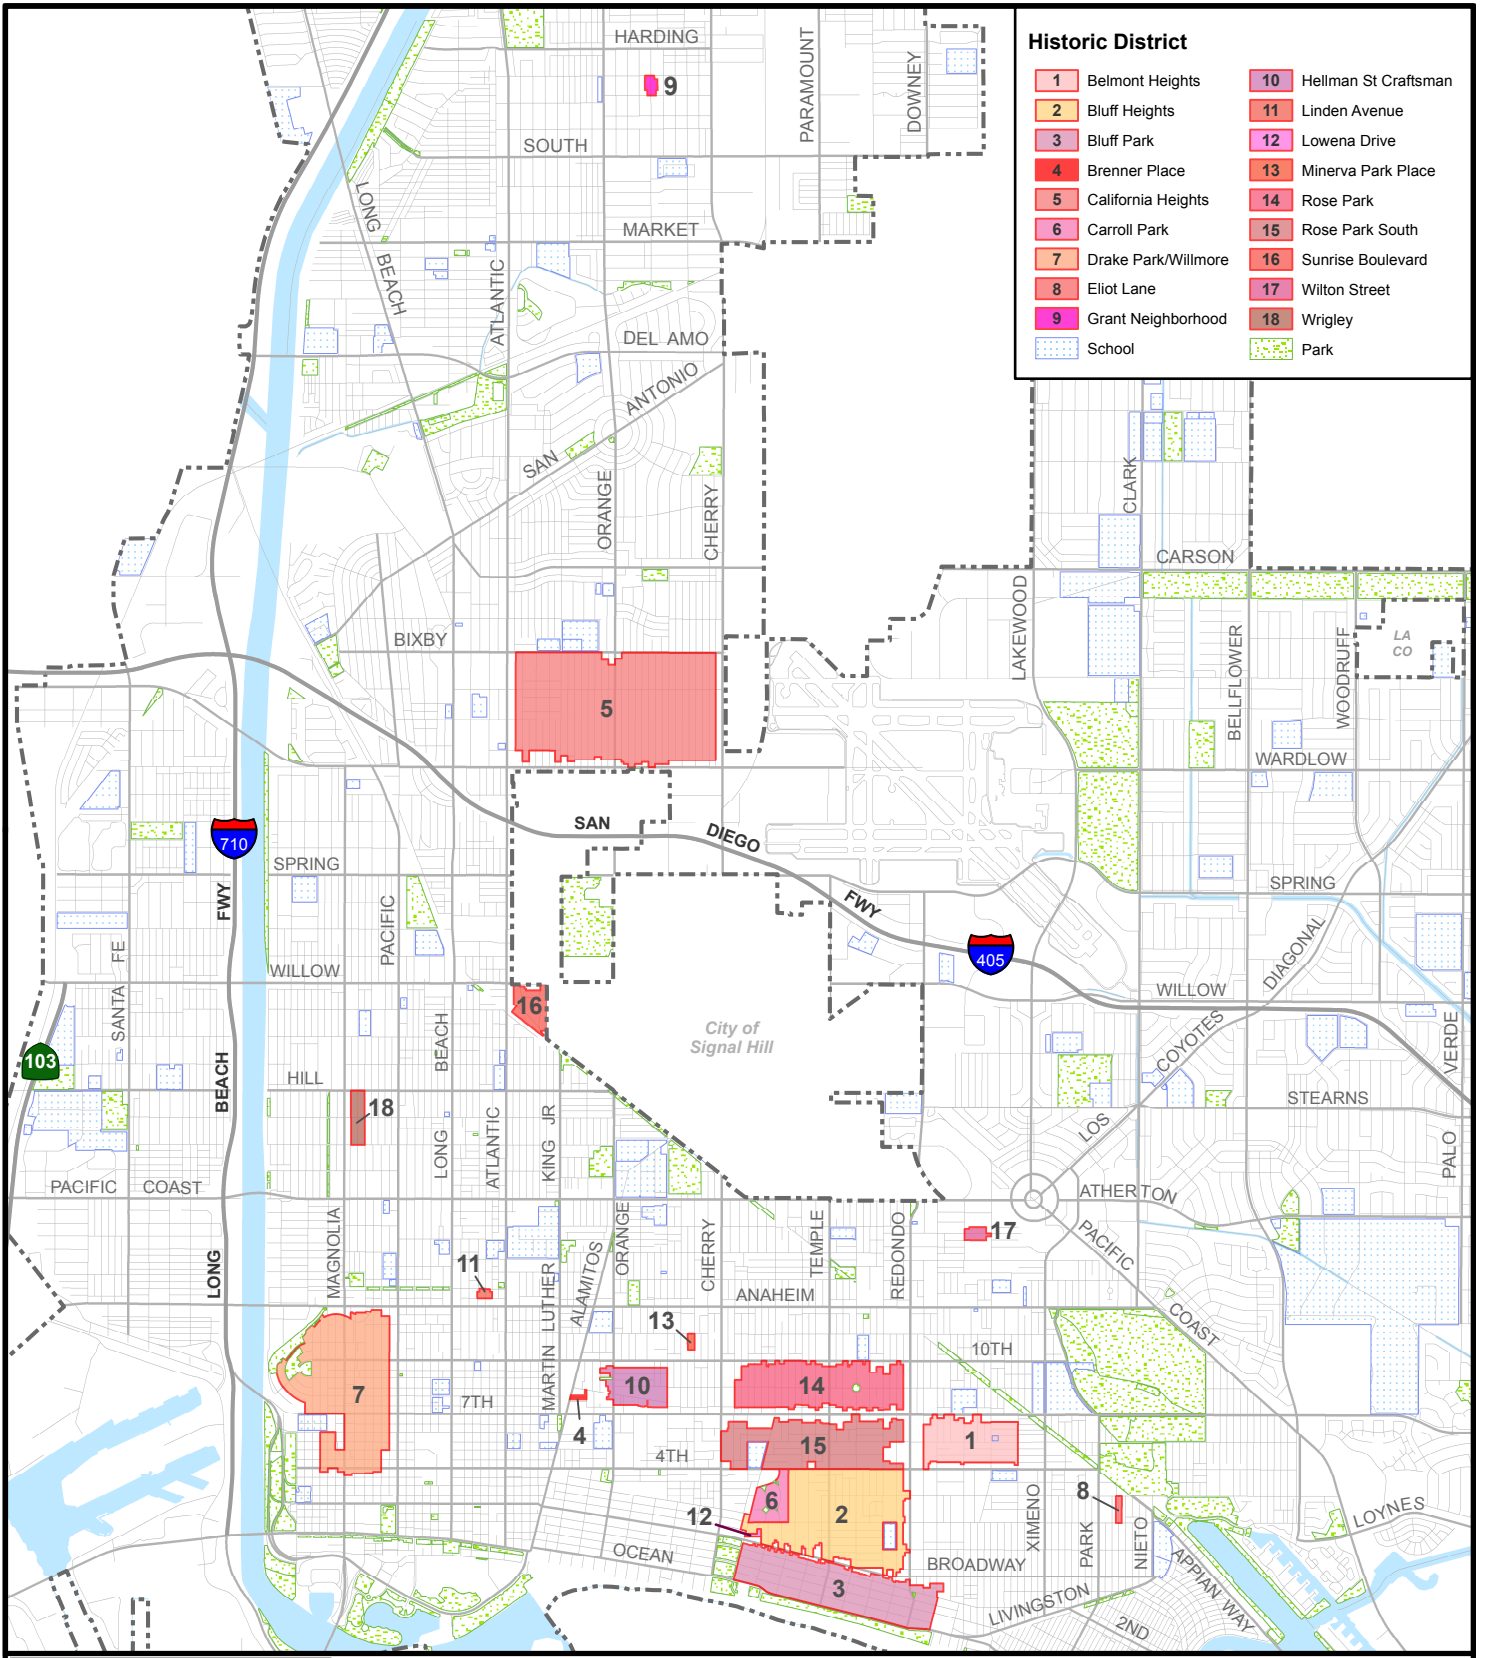 Historic District
1 Belmont Heights
2 Bluff Heights
3 Bluff Park
4 Brenner Place
5 California Heights
6 Carroll Park
7 Drake Park/Willmore
8 Eliot Lane
9 Grant Neighborhood
School
10 Hellman St Craftsman
11 Linden Avenue
12 Lowena Drive
13 Minerva Park Place
14 Rose Park
15 Rose Park South
16 Sunrise Boulevard
17 Wilton Street
18 Wrigley
Park
HARDING
PARAMOUNT
DOWNEY
9
SOUTH
LONG BEACH
MARKET
ATLANTIC
DEL AMO
SAN ANTONIO
ORANGE
CHERRY
CLARK
CARSON
LAKEWOOD
BELLFLOWER
WOODRUFF
LA
CO
BIXBY
5
WARDLOW
710
SAN DIEGO FWY
SPRING
SPRING
FWY
PACIFIC
SANTA FE
405
DIAGONAL
WILLOW
WILLOW
16
City of
Signal Hill
COYOTES
VERDE
103
BEACH
HILL
LONG BEACH
STEARNS
18
LOS
KING JR
ATLANTIC
PALO
PACIFIC COAST
ATHERTON
MAGNOLIA
LONG
11
ALAMITOS
ORANGE
CHERRY
TEMPLE
REDONDO
17
PACIFIC
COAST
ANAHEIM
MARTIN LUTHER
13
10TH
7
7TH
10
14
4
4TH
15
1
6
2
12
8
XIMENO
PARK
NIETO
LOYNES
OCEAN
BROADWAY
3
LIVINGSTON
2ND
APPIAN WAY